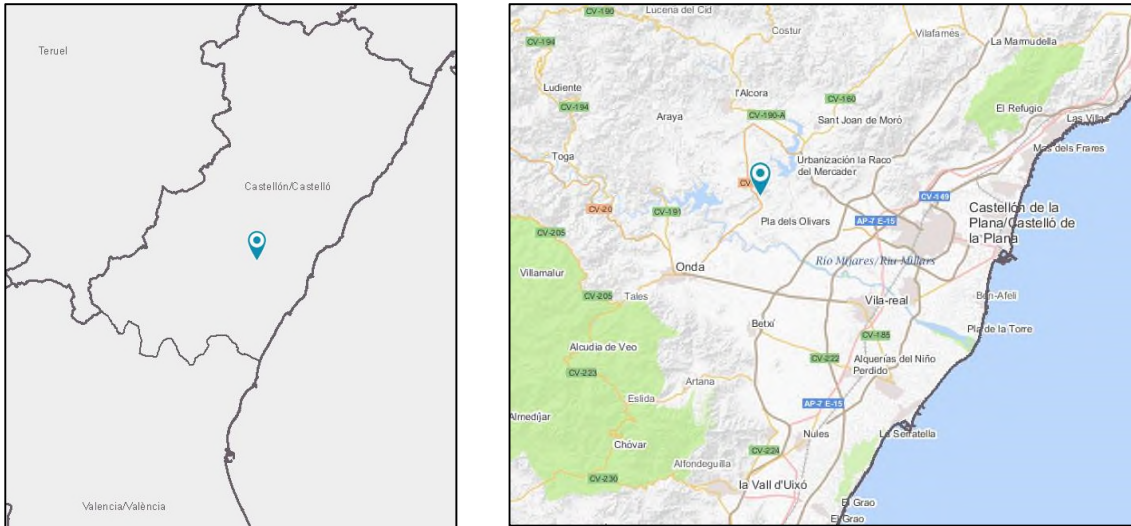 Teruel
Castellón/Castelló
Valencia/València
CV-190
Lucena del Cid
Costur
Vilafamés
La Marmudella
CV-194
Ludiente
CV-194
l'Alcora
CV-160
El Refugio
Araya
CV-190-A
Sant Joan de Moró
Las Villa
Toga
Urbanización la Raco
del Mercader
Mas dels Frares
CV
CV-20
CV-191
CV-149
CV-205
Pla dels Olivars
AP-7 E-15
Castellón de la
Plana/Castelló de
la Plana
Villamalur
Onda
Río Mijares/Riu Millars
CV-205
Tales
Vila-real
Ben-Afeli
Betxí
Pla de la Torre
CV-185
Alcudia de Veo
CV-222
Alquerías del Niño
Perdido
CV-223
Artana
Eslida
AP-7 E-15
Almedíjar
Nules
La Serratella
Chóvar
CV-224
Alfondeguilla
CV-230
la Vall d'Uixó
El Grao
El Grao